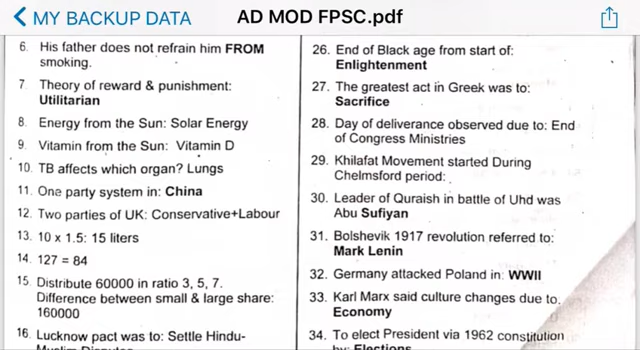 MY BACKUP DATA
AD MOD FPSC.pdf
6. His father does not refrain him FROM
smoking.
7. Theory of reward & punishment:
Utilitarian
8. Energy from the Sun: Solar Energy
9. Vitamin from the Sun: Vitamin D
10. TB affects which organ? Lungs
11. One party system in: China
12. Two parties of UK: Conservative+Labour
13. 10 x 1.5: 15 liters
14. 127 = 84
15. Distribute 60000 in ratio 3, 5, 7.
Difference between small & large share:
160000
16. Lucknow pact was to: Settle Hindu-
Muslim Disputes
26. End of Black age from start of:
Enlightenment
27. The greatest act in Greek was to:
Sacrifice
28. Day of deliverance observed due to: End
of Congress Ministries
29. Khilafat Movement started During
Chelmsford period:
30. Leader of Quraish in battle of Uhd was
Abu Sufiyan
31. Bolshevik 1917 revolution referred to:
Mark Lenin
32. Germany attacked Poland in: WWII
33. Karl Marx said culture changes due to.
Economy
34. To elect President via 1962 constitution
by: Elections